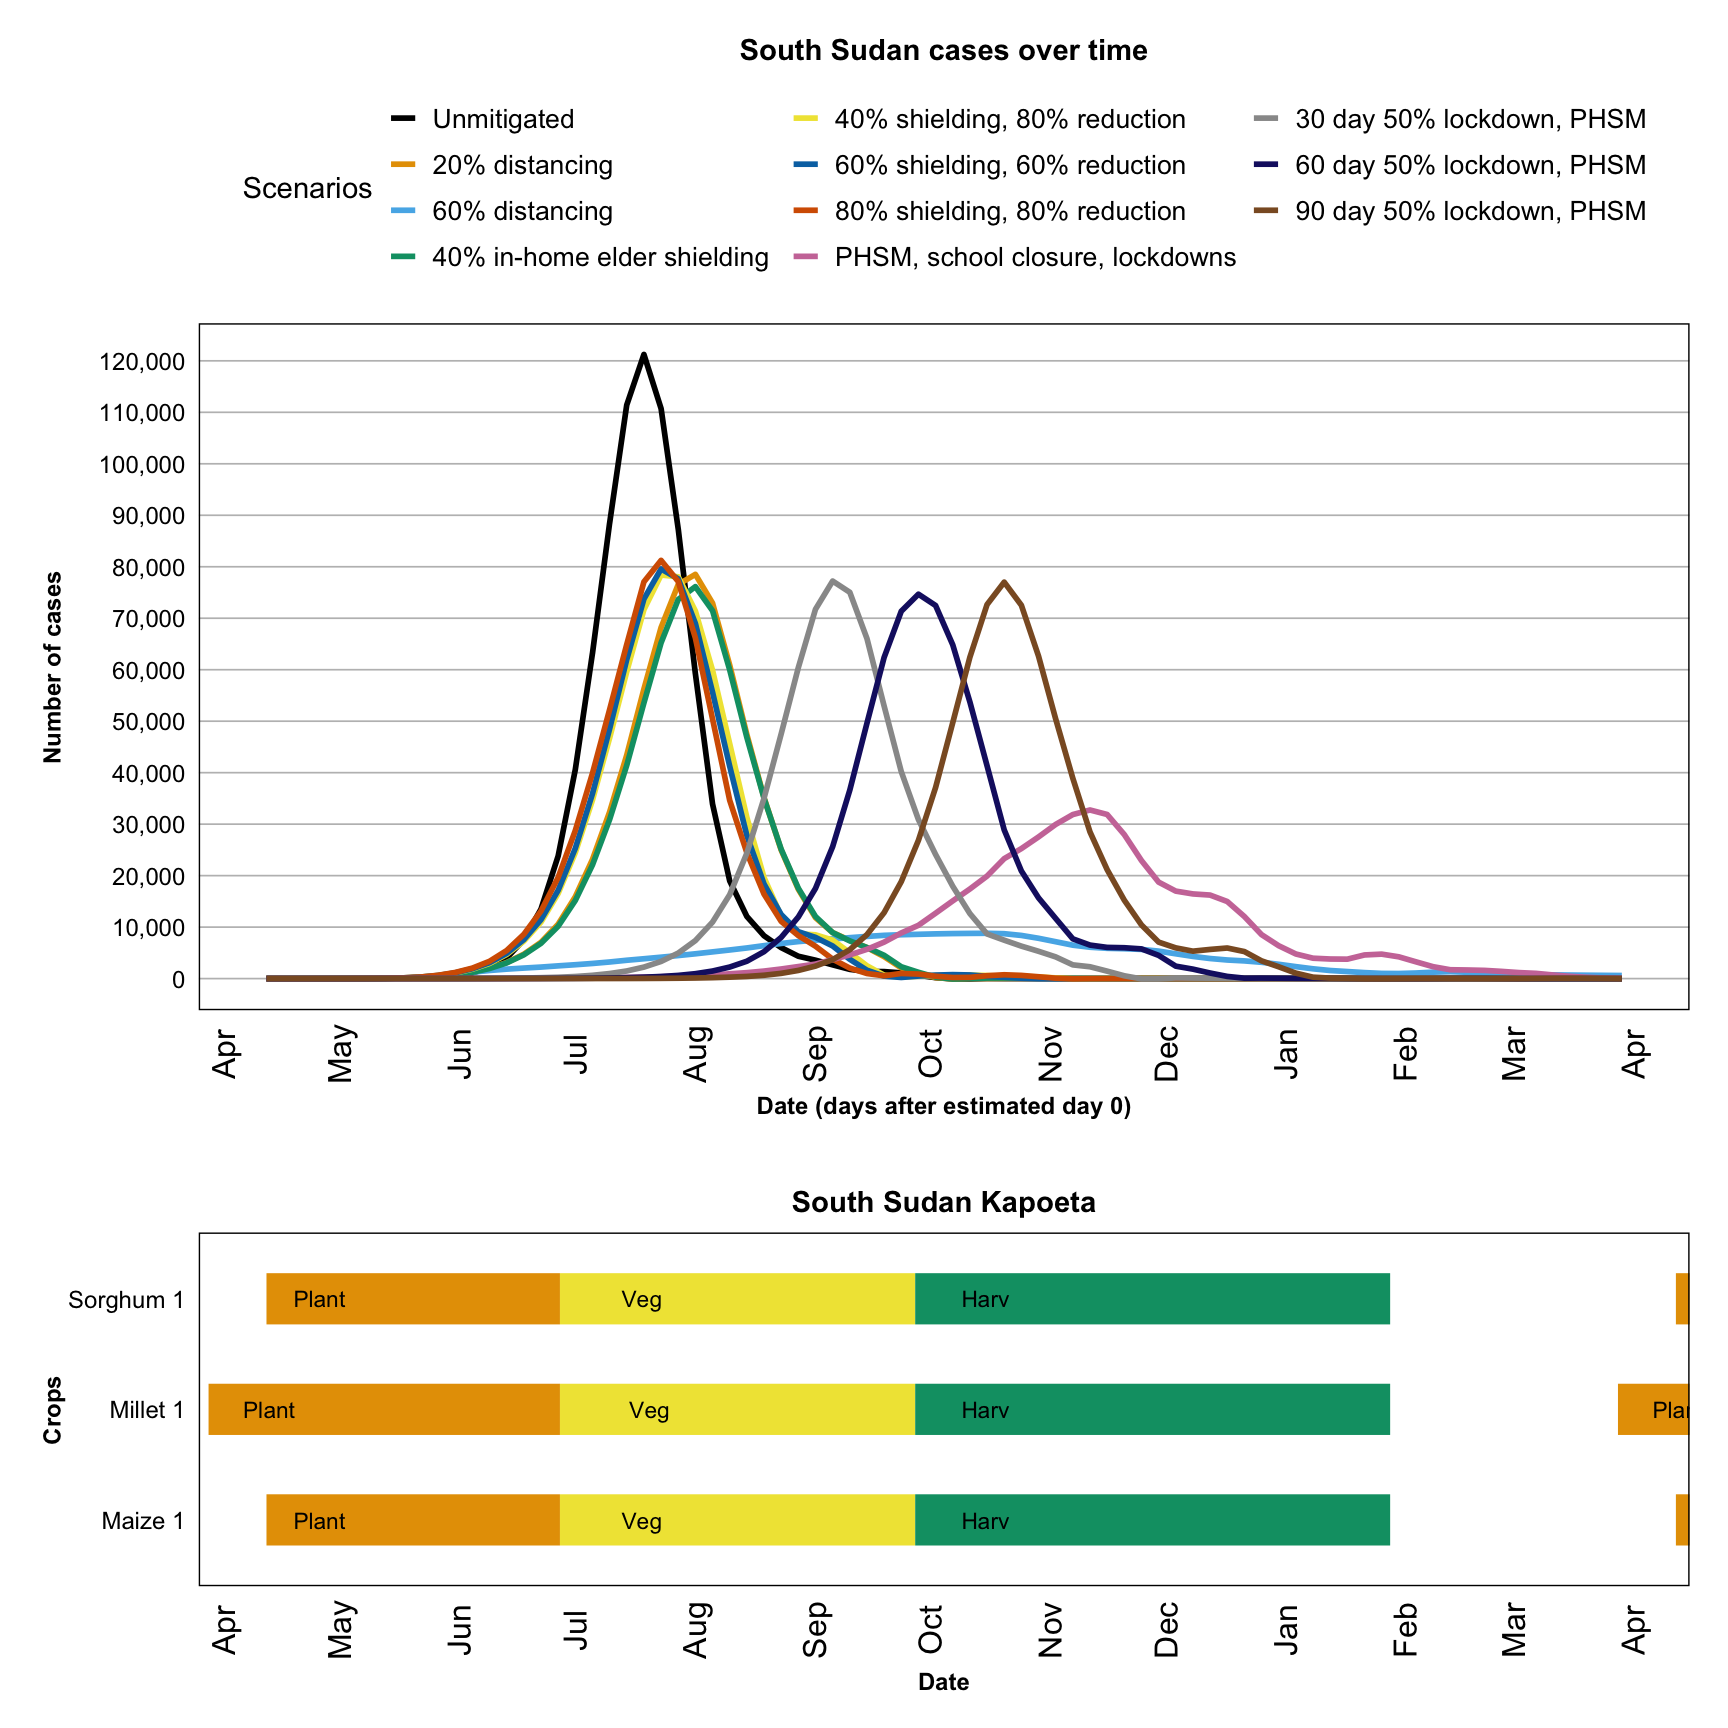 South Sudan cases over time
Scenarios
Unmitigated
20% distancing
60% distancing
40% in-home elder shielding
40% shielding, 80% reduction
60% shielding, 60% reduction
80% shielding, 80% reduction
PHSM, school closure, lockdowns
30 day 50% lockdown, PHSM
60 day 50% lockdown, PHSM
90 day 50% lockdown, PHSM
Number of cases
120,000
110,000
100,000
90,000
80,000
70,000
60,000
50,000
40,000
30,000
20,000
10,000
0
Apr May Jun Jul Aug Sep Oct Nov Dec Jan Feb Mar Apr
Date (days after estimated day 0)
South Sudan Kapoeta
Crops
Sorghum 1 Plant Veg Harv
Millet 1 Plant Veg Harv Plan
Maize 1 Plant Veg Harv
Apr May Jun Jul Aug Sep Oct Nov Dec Jan Feb Mar Apr
Date